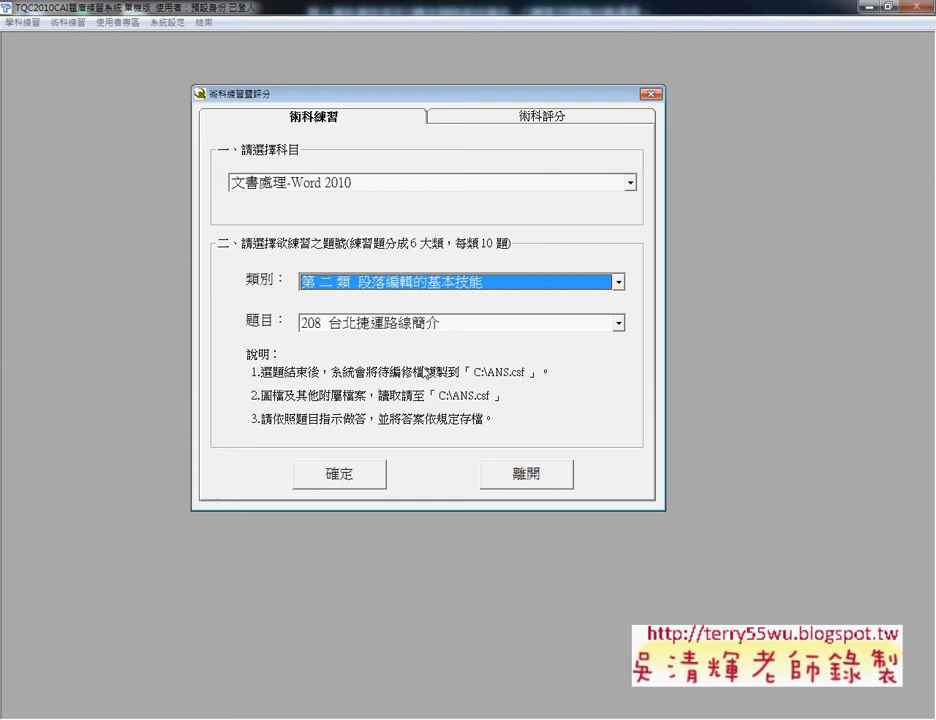 TQC2010CAI題庫練習系統 單機版 使用者：預設身份 已登入
學科練習 術科練習 使用者專區 系統設定 結束
術科練習暨評分
術科練習 術科評分
一、請選擇科目
文書處理-Word 2010
二、請選擇欲練習之題號(練習題分成6 大類，每類10 題)
類別： 第 二 類 段落編輯的基本技能
題目： 208 台北捷運路線簡介
說明：
1.選題結束後，系統會將待編修檔複製到「 C:\ANS.csf 」。
2.圖檔及其他附屬檔案，讀取請至「 C:\ANS.csf 」
3.請依照題目指示做答，並將答案依規定存檔。
確定 離開
http://terry55wu.blogspot.tw
吳清輝老師錄製